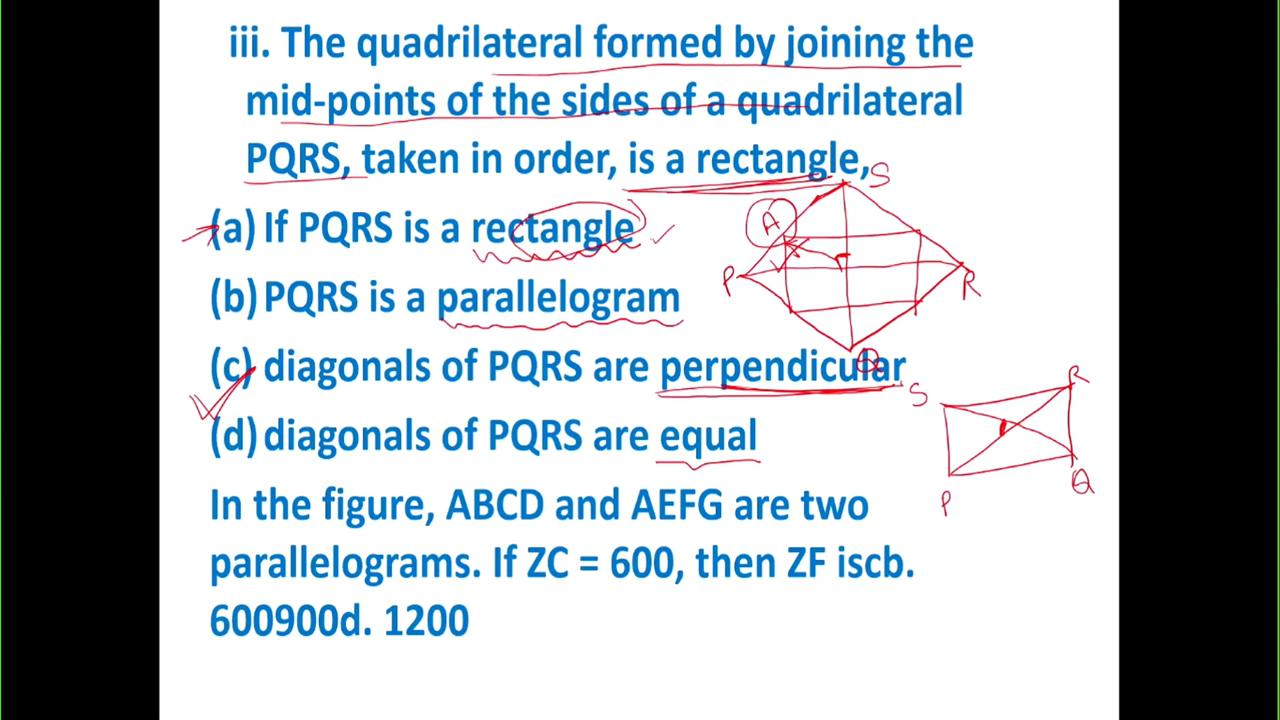 iii. The quadrilateral formed by joining the
mid-points of the sides of a quadrilateral
PQRS, taken in order, is a rectangle,
S
(a) If PQRS is a rectangle
A
P
R
(b) PQRS is a parallelogram
Q
(c) diagonals of PQRS are perpendicular
R
S
(d) diagonals of PQRS are equal
Q
P
In the figure, ABCD and AEFG are two
parallelograms. If ZC = 600, then ZF iscb.
600900d. 1200